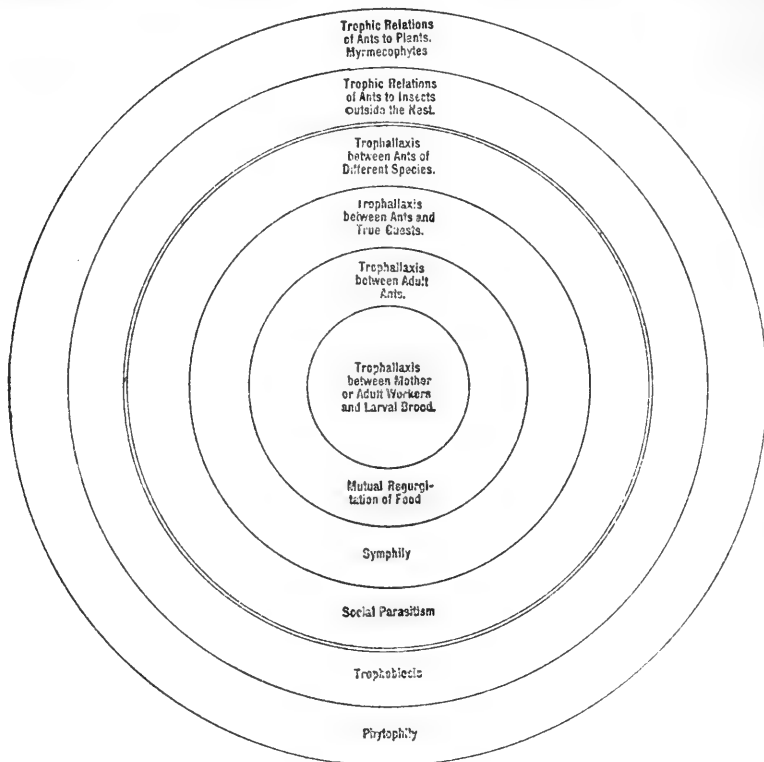 Trophic Relations
of Ants to Plants.
Myrmecophytes
Trophic Relations
of Ants to Insects
outside the Nest.
Trophallaxis
between Ants of
Different Species.
Trophallaxis
between Ants and
True Guests.
Trophallaxis
between Adult
Ants.
Trophallaxis
between Mother
or Adult Workers
and Larval Brood.
Mutual Regurgi-
tation of Food
Symphily
Social Parasitism
Trophobiosis
Phytophily